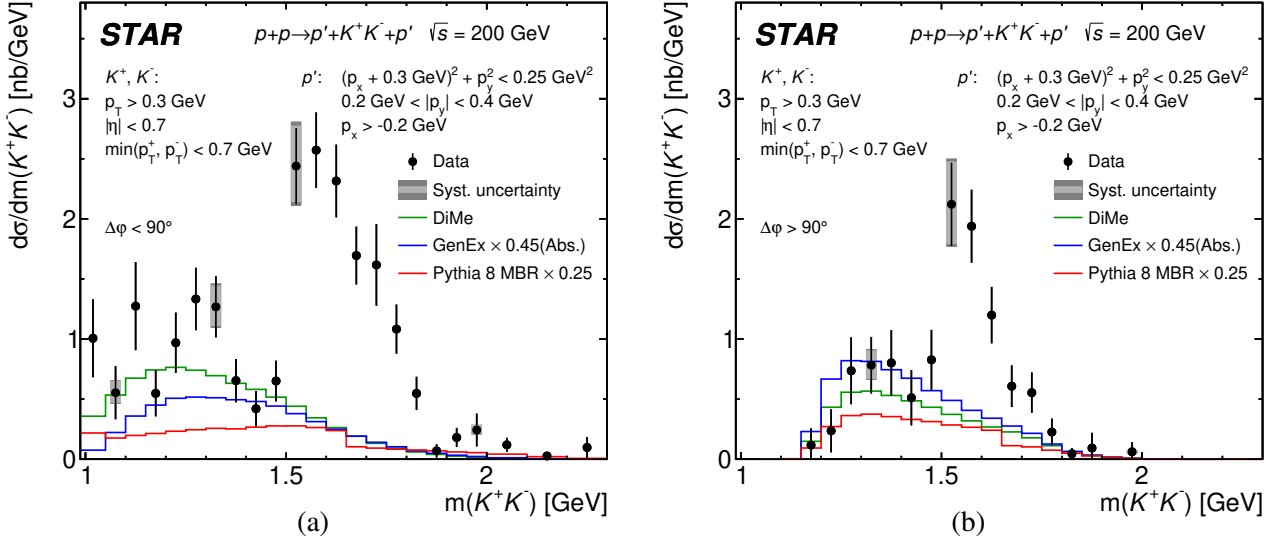 STAR p+p→p'+K⁺K⁻+p' √s = 200 GeV
K⁺, K⁻:
p_T > 0.3 GeV
|η| < 0.7
min(p_T⁺, p_T⁻) < 0.7 GeV
p': (p_x + 0.3 GeV)² + p_y² < 0.25 GeV²
0.2 GeV < |p_y| < 0.4 GeV
p_x > -0.2 GeV
Δφ < 90°
Data
Syst. uncertainty
DiMe
GenEx × 0.45(Abs.)
Pythia 8 MBR × 0.25
dσ/dm(K⁺K⁻) [nb/GeV]
3
2
1
0
1 1.5 2
m(K⁺K⁻) [GeV]
(a)
STAR p+p→p'+K⁺K⁻+p' √s = 200 GeV
K⁺, K⁻:
p_T > 0.3 GeV
|η| < 0.7
min(p_T⁺, p_T⁻) < 0.7 GeV
p': (p_x + 0.3 GeV)² + p_y² < 0.25 GeV²
0.2 GeV < |p_y| < 0.4 GeV
p_x > -0.2 GeV
Δφ > 90°
Data
Syst. uncertainty
DiMe
GenEx × 0.45(Abs.)
Pythia 8 MBR × 0.25
dσ/dm(K⁺K⁻) [nb/GeV]
3
2
1
0
1 1.5 2
m(K⁺K⁻) [GeV]
(b)